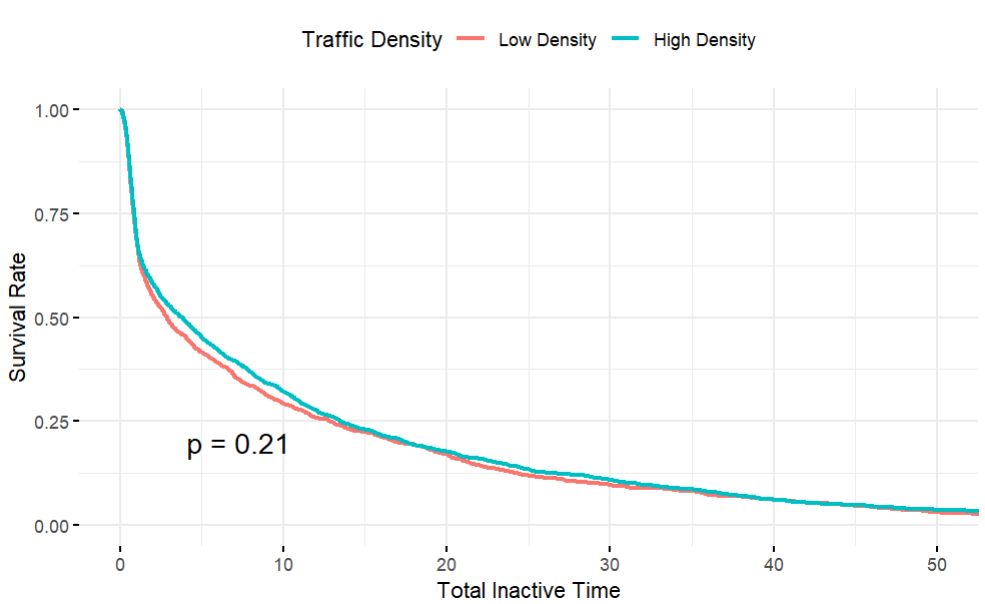 Traffic Density Low Density High Density
1.00
0.75
0.50
0.25
0.00
Survival Rate
p = 0.21
0 10 20 30 40 50
Total Inactive Time